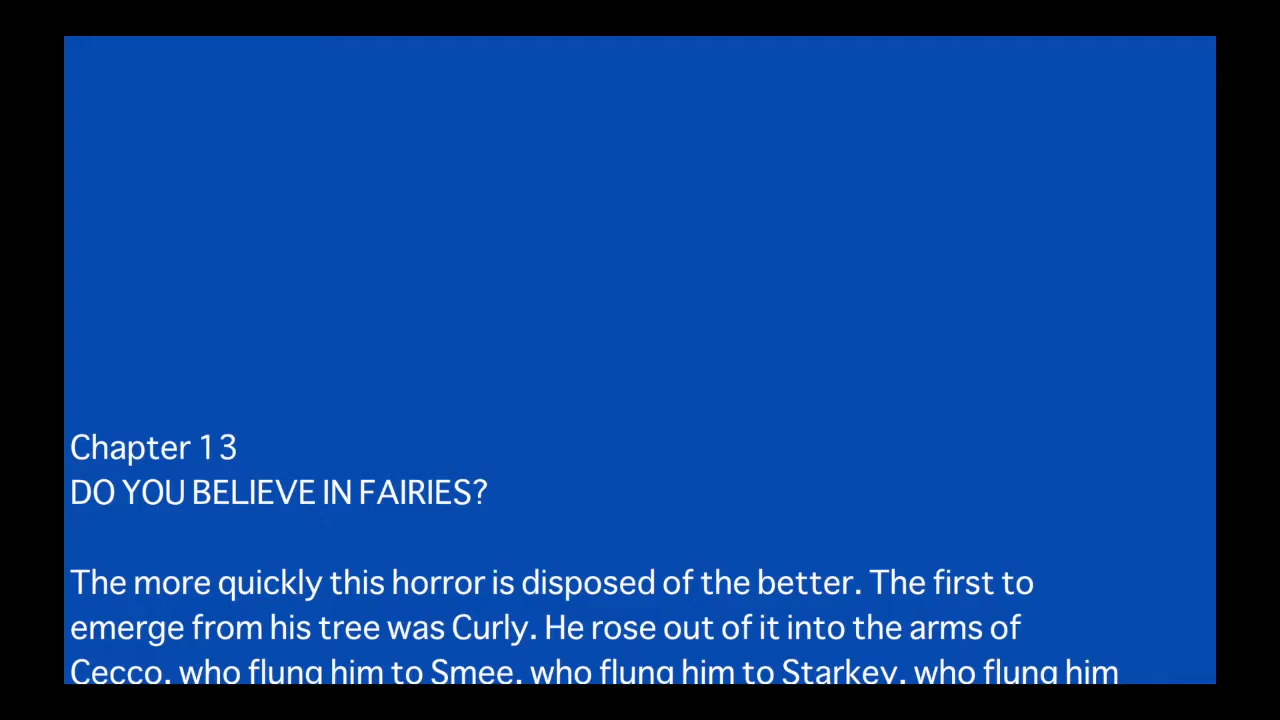 Chapter 13
DO YOU BELIEVE IN FAIRIES?
The more quickly this horror is disposed of the better. The first to
emerge from his tree was Curly. He rose out of it into the arms of
Cecco, who flung him to Smee, who flung him to Starkey, who flung him